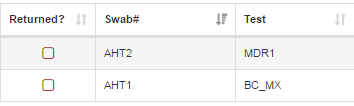 Returned? Swab# Test
AHT2 MDR1
AHT1 BC_MX